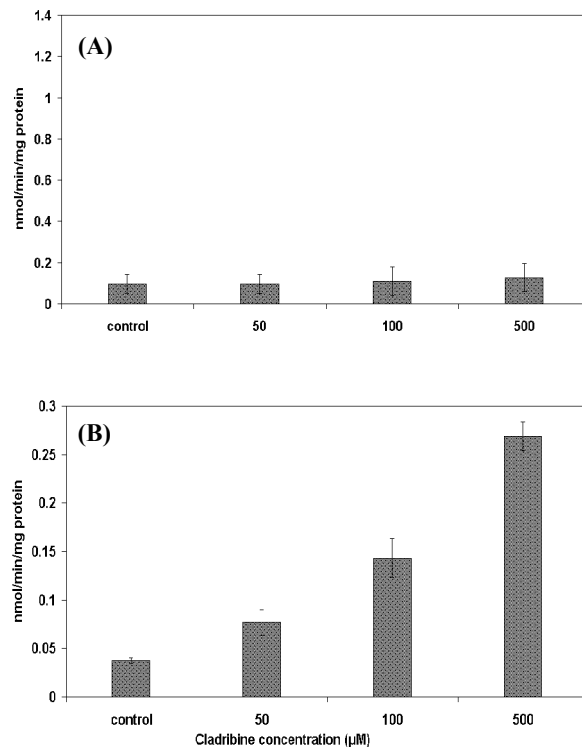 (A)
nmol/min/mg protein
1.4
1.2
1
0.8
0.6
0.4
0.2
0
control 50 100 500
(B)
nmol/min/mg protein
0.3
0.25
0.2
0.15
0.1
0.05
0
control 50 100 500
Cladribine concentration (µM)